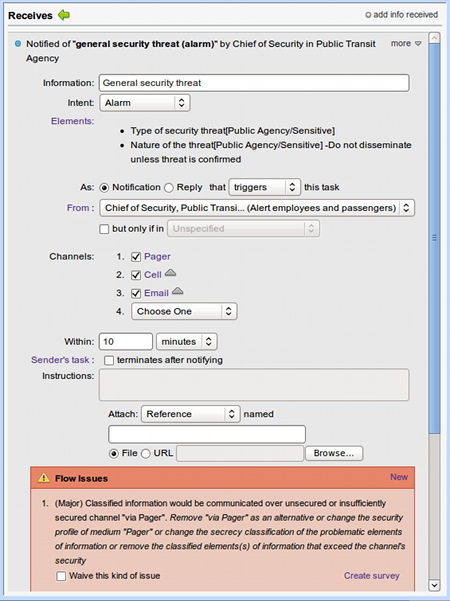 Receives
add info received
Notified of "general security threat (alarm)" by Chief of Security in Public Transit
more
Agency
Information: General security threat
Intent: Alarm
Elements:
Type of security threat[Public Agency/Sensitive]
Nature of the threat[Public Agency/Sensitive] -Do not disseminate
unless threat is confirmed
As: Notification Reply that triggers this task
From : Chief of Security, Public Transi... (Alert employees and passengers)
but only if in Unspecified
Channels: 1. Pager
2. Cell
3. Email
4. Choose One
Within: 10 minutes
Sender's task : terminates after notifying
Instructions:
Attach: Reference named
File URL Browse...
Flow Issues New
1. (Major) Classified information would be communicated over unsecured or insufficiently
secured channel "via Pager". Remove "via Pager" as an alternative or change the security
profile of medium "Pager" or change the secrecy classification of the problematic elements
of information or remove the classified elements(s) of information that exceed the channel's
security
Waive this kind of issue Create survey